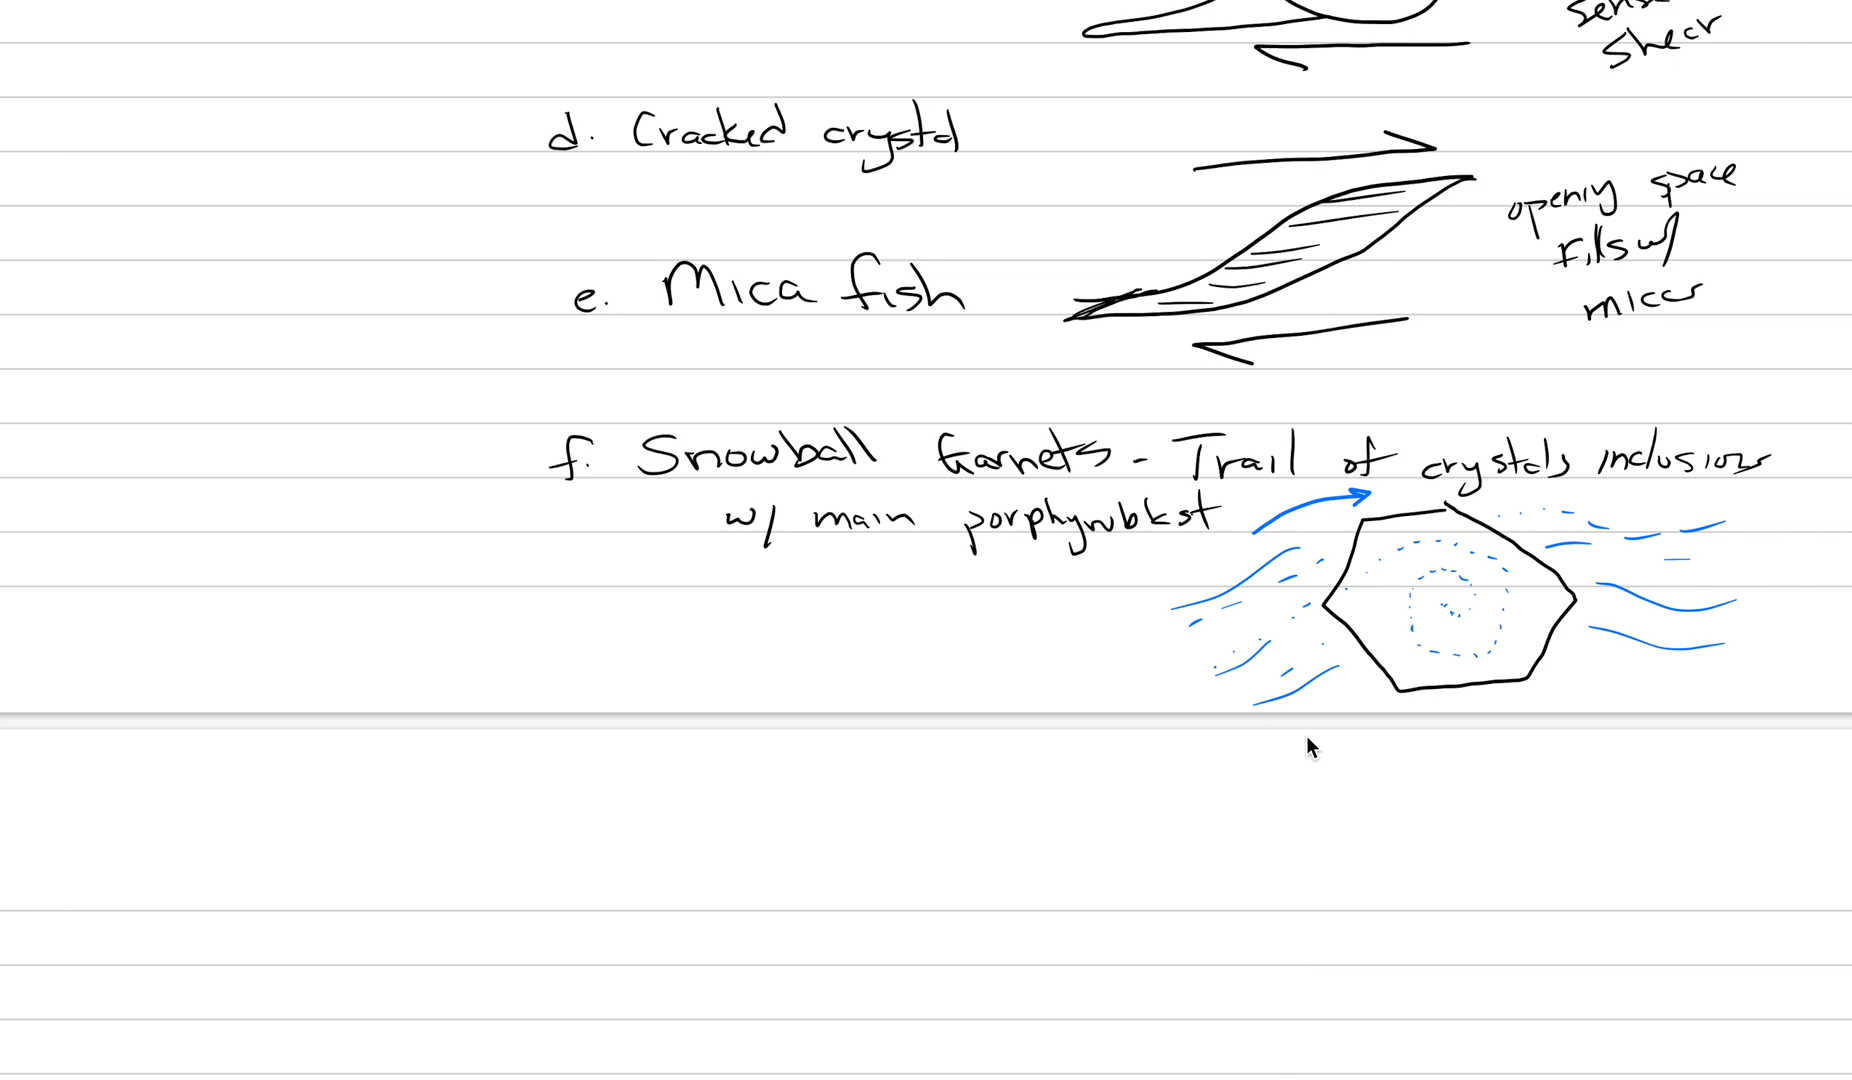 sense
shear
d. Cracked crystal
opening space
fills w/
micas
e. Mica fish
f. Snowball Garnets - Trail of crystals inclusions
w/ main porphyroblast